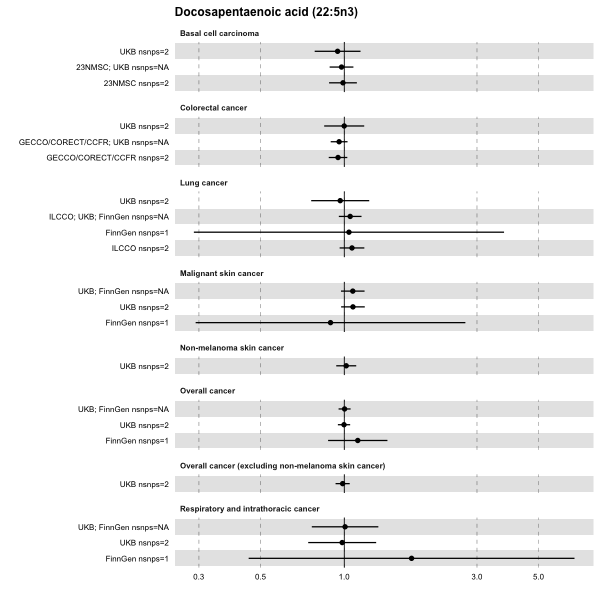 Docosapentaenoic acid (22:5n3)
Basal cell carcinoma
UKB nsnps=2
23NMSC; UKB nsnps=NA
23NMSC nsnps=2
Colorectal cancer
UKB nsnps=2
GECCO/CORECT/CCFR; UKB nsnps=NA
GECCO/CORECT/CCFR nsnps=2
Lung cancer
UKB nsnps=2
ILCCO; UKB; FinnGen nsnps=NA
FinnGen nsnps=1
ILCCO nsnps=2
Malignant skin cancer
UKB; FinnGen nsnps=NA
UKB nsnps=2
FinnGen nsnps=1
Non-melanoma skin cancer
UKB nsnps=2
Overall cancer
UKB; FinnGen nsnps=NA
UKB nsnps=2
FinnGen nsnps=1
Overall cancer (excluding non-melanoma skin cancer)
UKB nsnps=2
Respiratory and intrathoracic cancer
UKB; FinnGen nsnps=NA
UKB nsnps=2
FinnGen nsnps=1
0.3 0.5 1.0 3.0 5.0